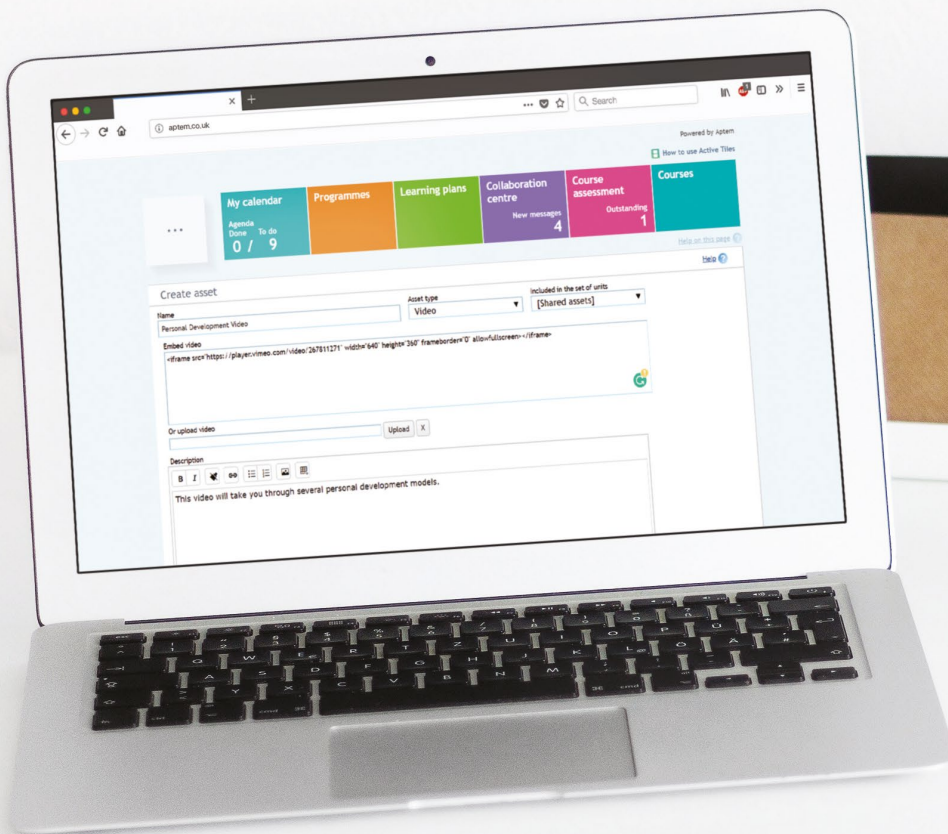 aptem.co.uk
Search
Powered by Aptem
How to use Active Tiles
My calendar
Agenda
Done To do
0 / 9
Programmes
Learning plans
Collaboration
centre
New messages
4
Course
assessment
Outstanding
1
Courses
Help on this page
Help
Create asset
Name
Asset type
Included in the set of units
Personal Development Video
Video
[Shared assets]
Embed video
<iframe src="https://player.vimeo.com/video/267811271" width="640" height="360" frameborder="0" allowfullscreen></iframe>
Or upload video
Upload X
Description
B I
This video will take you through several personal development models.
Q W E R T Z U I O P Ü
A S D F G H J K L Ö Ä #
Y X C V B N M
cmd cmd